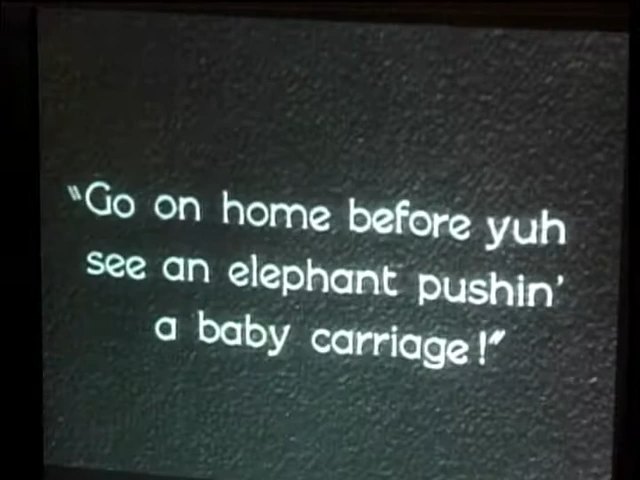 "Go on home before yuh
see an elephant pushin'
a baby carriage!"